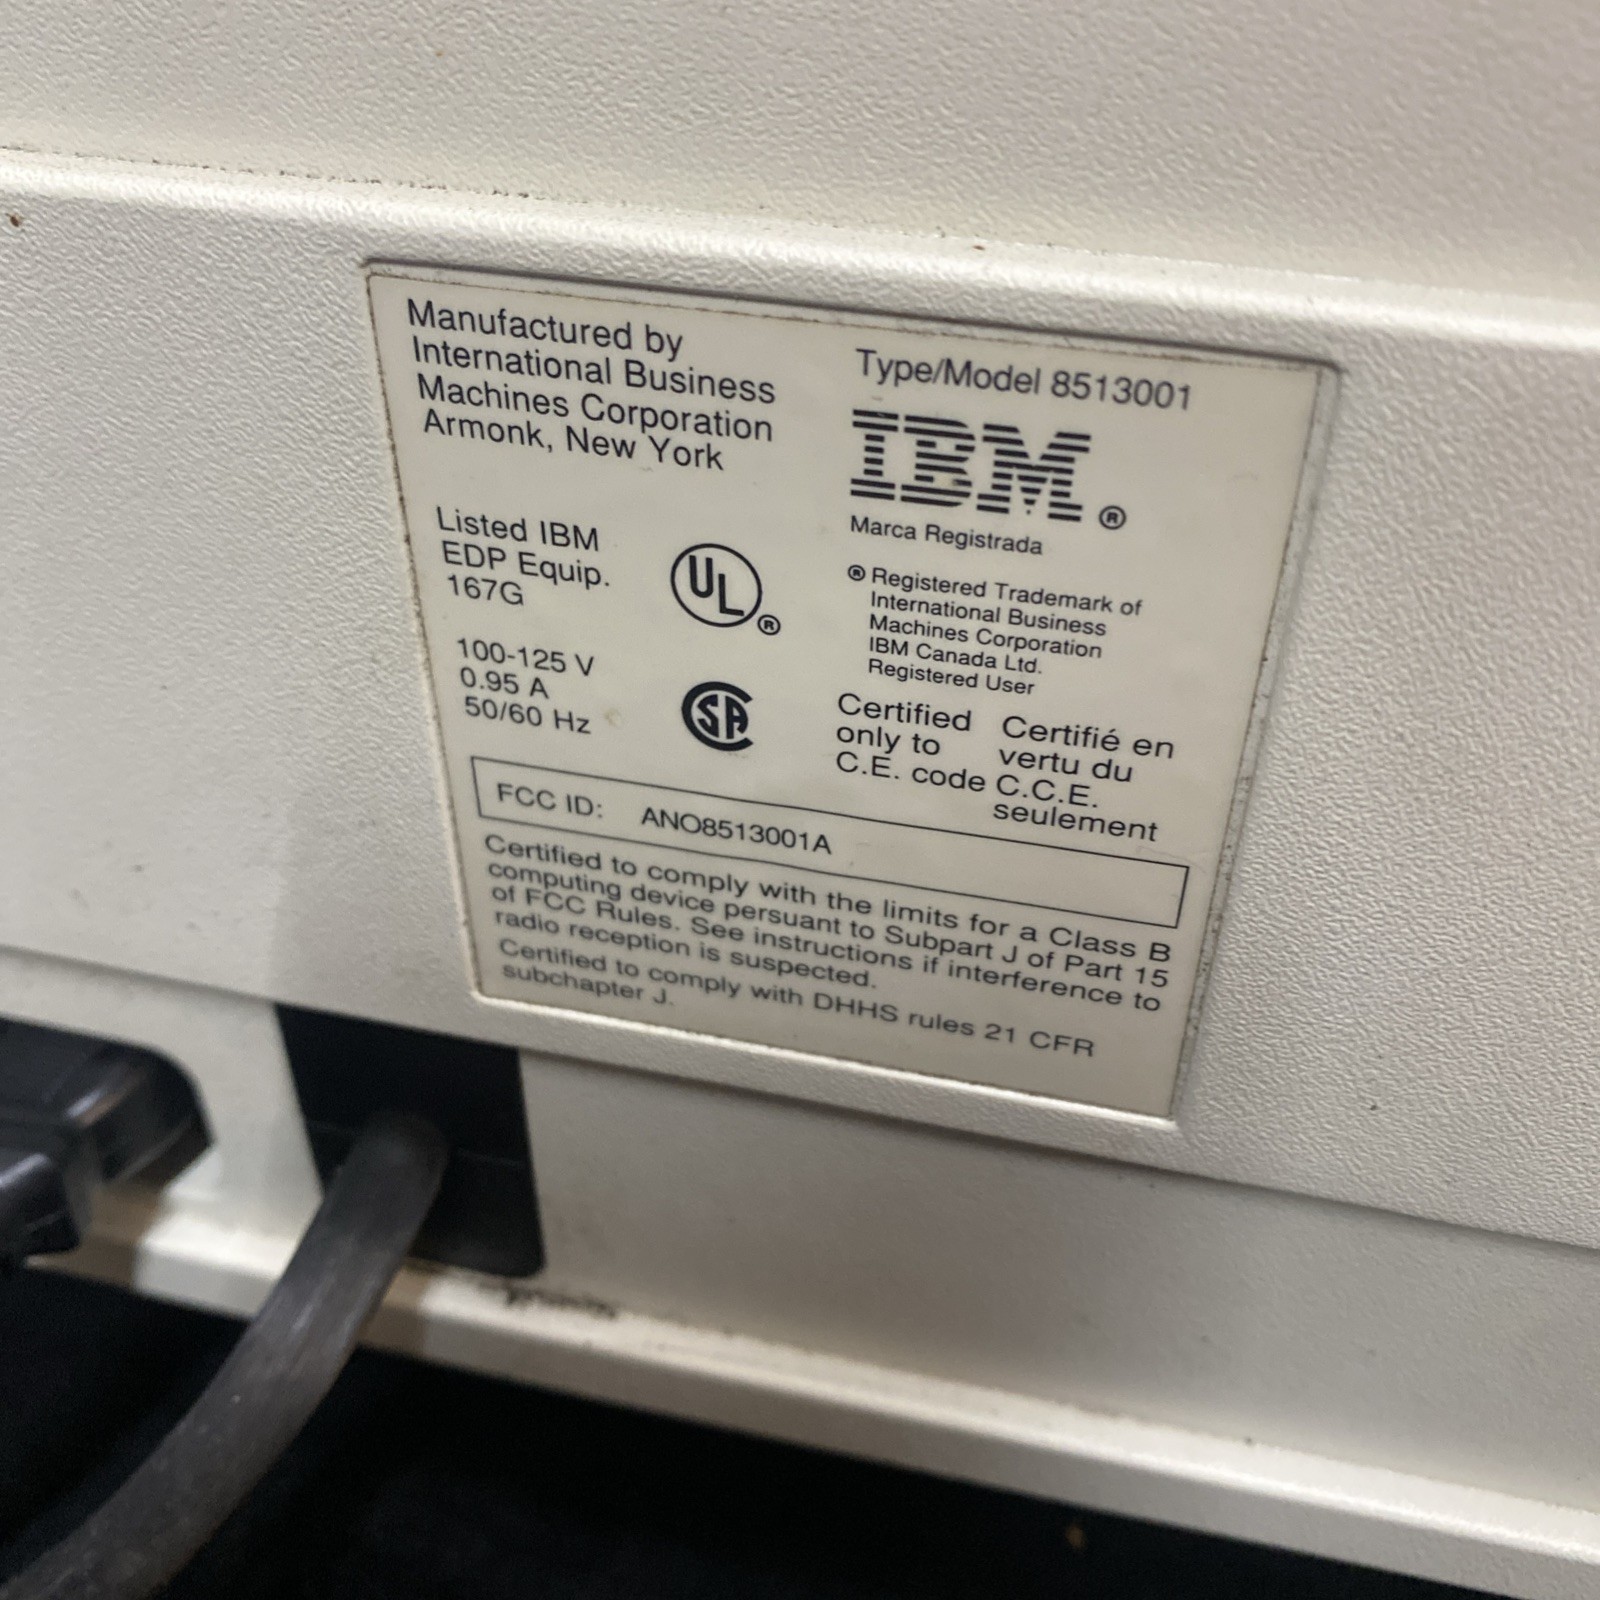 Manufactured by
International Business
Machines Corporation
Armonk, New York
Listed IBM
EDP Equip.
167G
UL ®
100-125 V
0.95 A
50/60 Hz
SA
Type/Model 8513001
IBM ®
Marca Registrada
® Registered Trademark of
International Business
Machines Corporation
IBM Canada Ltd.
Registered User
Certified
only to
C.E. code
Certifié en
vertu du
C.C.E.
seulement
FCC ID: ANO8513001A
Certified to comply with the limits for a Class B
computing device persuant to Subpart J of Part 15
of FCC Rules. See instructions if interference to
radio reception is suspected.
Certified to comply with DHHS rules 21 CFR
subchapter J.